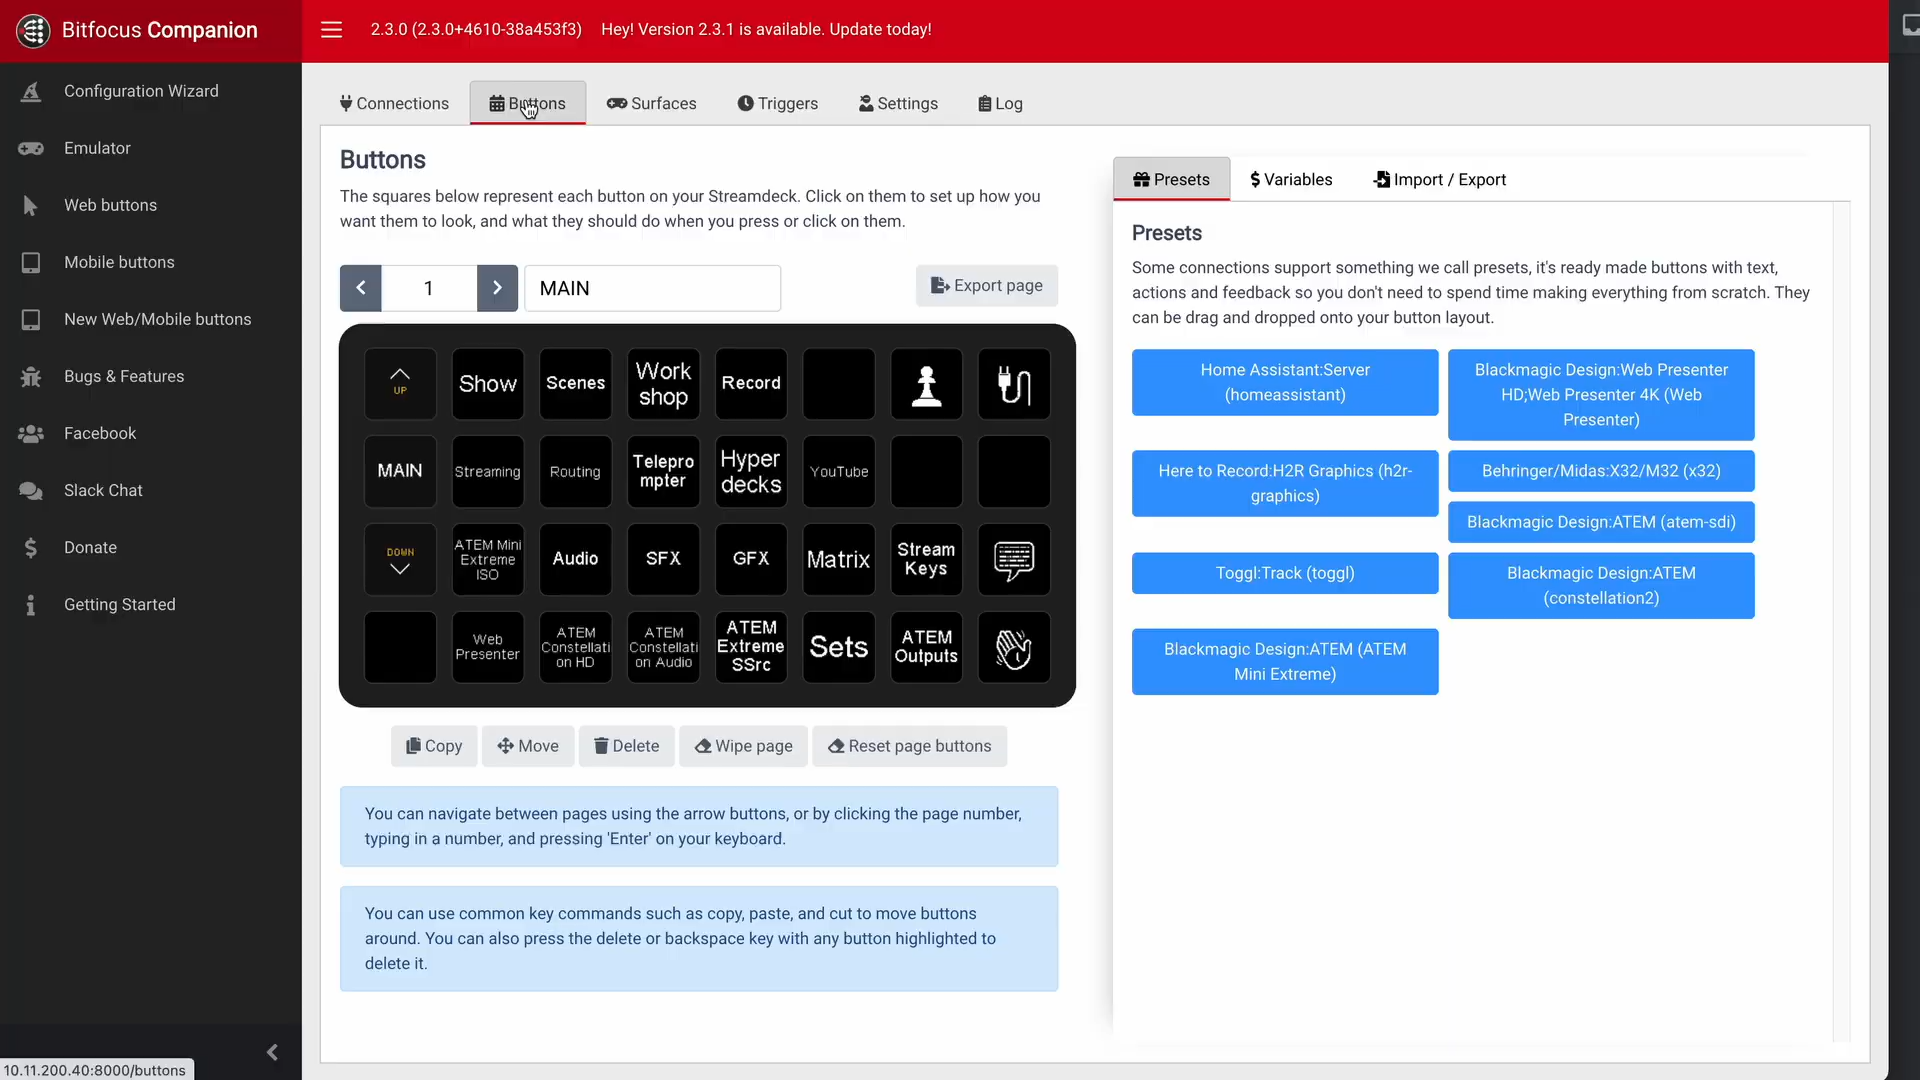 Bitfocus Companion
2.3.0 (2.3.0+4610-38a453f3)
Hey! Version 2.3.1 is available. Update today!
Configuration Wizard
Emulator
Web buttons
Mobile buttons
New Web/Mobile buttons
Bugs & Features
Facebook
Slack Chat
Donate
Getting Started
10.11.200.40:8000/buttons
Connections
Buttons
Surfaces
Triggers
Settings
Log
Buttons
The squares below represent each button on your Streamdeck. Click on them to set up how you
want them to look, and what they should do when you press or click on them.
1
MAIN
Export page
UP
Show
Scenes
Work
shop
Record
MAIN
Streaming
Routing
Telepro
mpter
Hyper
decks
YouTube
DOWN
ATEM Mini
Extreme
ISO
Audio
SFX
GFX
Matrix
Stream
Keys
Web
Presenter
ATEM
Constellati
on HD
ATEM
Constellati
on Audio
ATEM
Extreme
SSrc
Sets
ATEM
Outputs
Copy
Move
Delete
Wipe page
Reset page buttons
You can navigate between pages using the arrow buttons, or by clicking the page number,
typing in a number, and pressing 'Enter' on your keyboard.
You can use common key commands such as copy, paste, and cut to move buttons
around. You can also press the delete or backspace key with any button highlighted to
delete it.
Presets
Variables
Import / Export
Presets
Some connections support something we call presets, it's ready made buttons with text,
actions and feedback so you don't need to spend time making everything from scratch. They
can be drag and dropped onto your button layout.
Home Assistant:Server
(homeassistant)
Blackmagic Design:Web Presenter
HD;Web Presenter 4K (Web
Presenter)
Here to Record:H2R Graphics (h2r-
graphics)
Behringer/Midas:X32/M32 (x32)
Blackmagic Design:ATEM (atem-sdi)
Toggl:Track (toggl)
Blackmagic Design:ATEM
(constellation2)
Blackmagic Design:ATEM (ATEM
Mini Extreme)